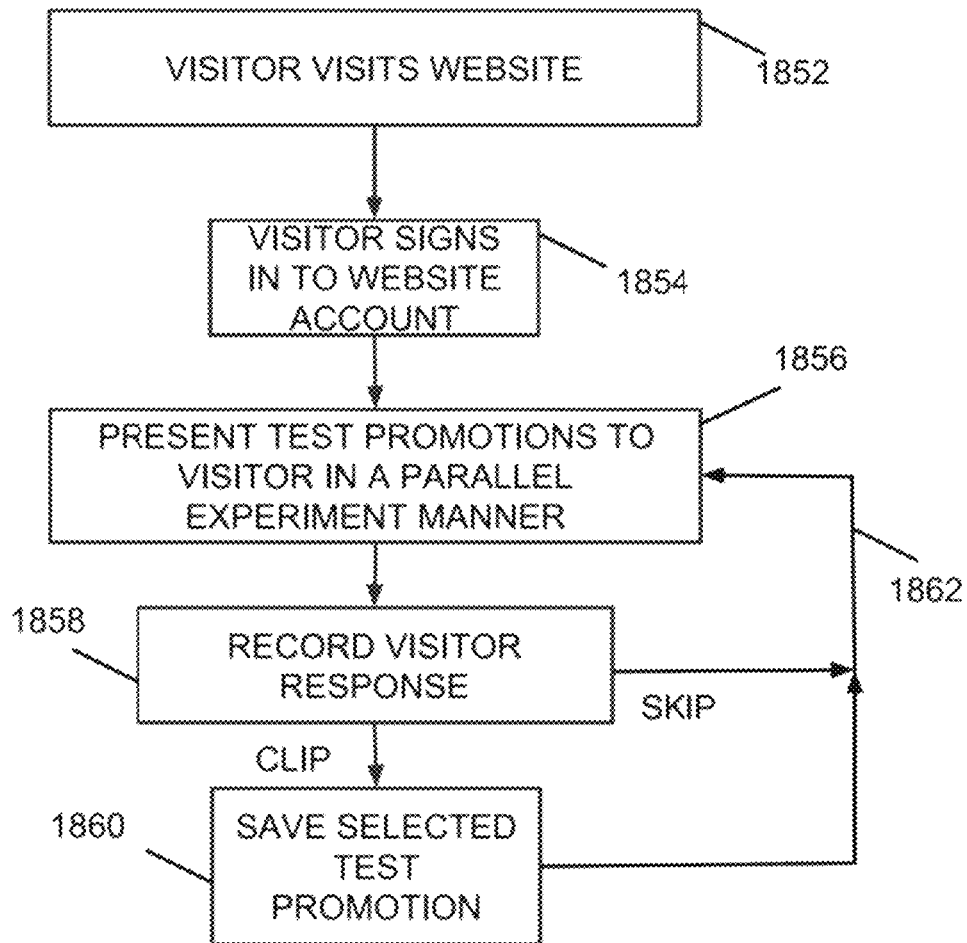 VISITOR VISITS WEBSITE
1852
VISITOR SIGNS
IN TO WEBSITE
ACCOUNT
1854
1856
PRESENT TEST PROMOTIONS TO
VISITOR IN A PARALLEL
EXPERIMENT MANNER
1862
1858
RECORD VISITOR
RESPONSE
SKIP
CLIP
1860
SAVE SELECTED
TEST
PROMOTION